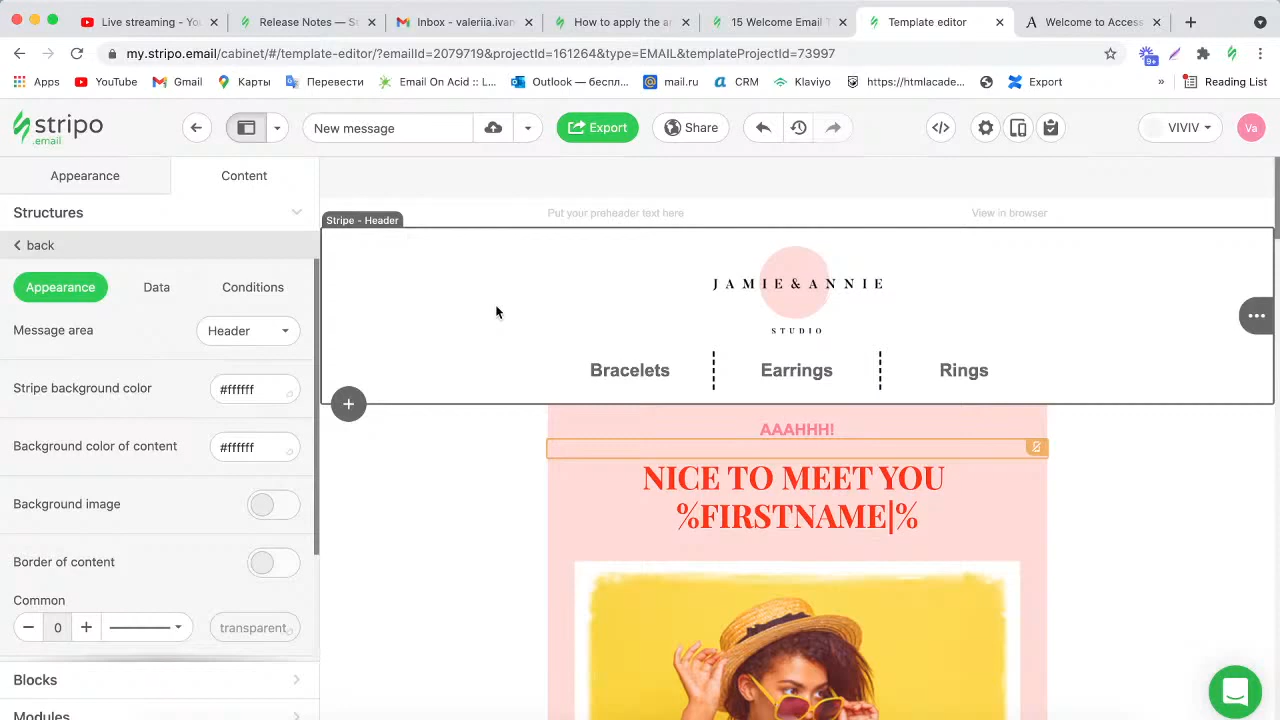 Live streaming - Yo
Release Notes — St
Inbox - valeriia.ivan
How to apply the a
15 Welcome Email T
Template editor
Welcome to Access
my.stripo.email/cabinet/#/template-editor/?emailId=2079719&projectId=161264&type=EMAIL&templateProjectId=73997
9+
Apps
YouTube
Gmail
Карты
Перевести
Email On Acid :: L...
Outlook — беспл...
mail.ru
CRM
Klaviyo
https://htmlacade...
Export
»
Reading List
stripo
.email
New message
Export
Share
VIVIV
Va
Appearance
Content
Structures
back
Appearance
Data
Conditions
Message area
Header
Stripe background color
#ffffff
Background color of content
#ffffff
Background image
Border of content
Common
0
transparent
Blocks
Modules
Put your preheader text here
View in browser
Stripe - Header
JAMIE & ANNIE
STUDIO
Bracelets
Earrings
Rings
AAAHHH!
NICE TO MEET YOU
%FIRSTNAME|%